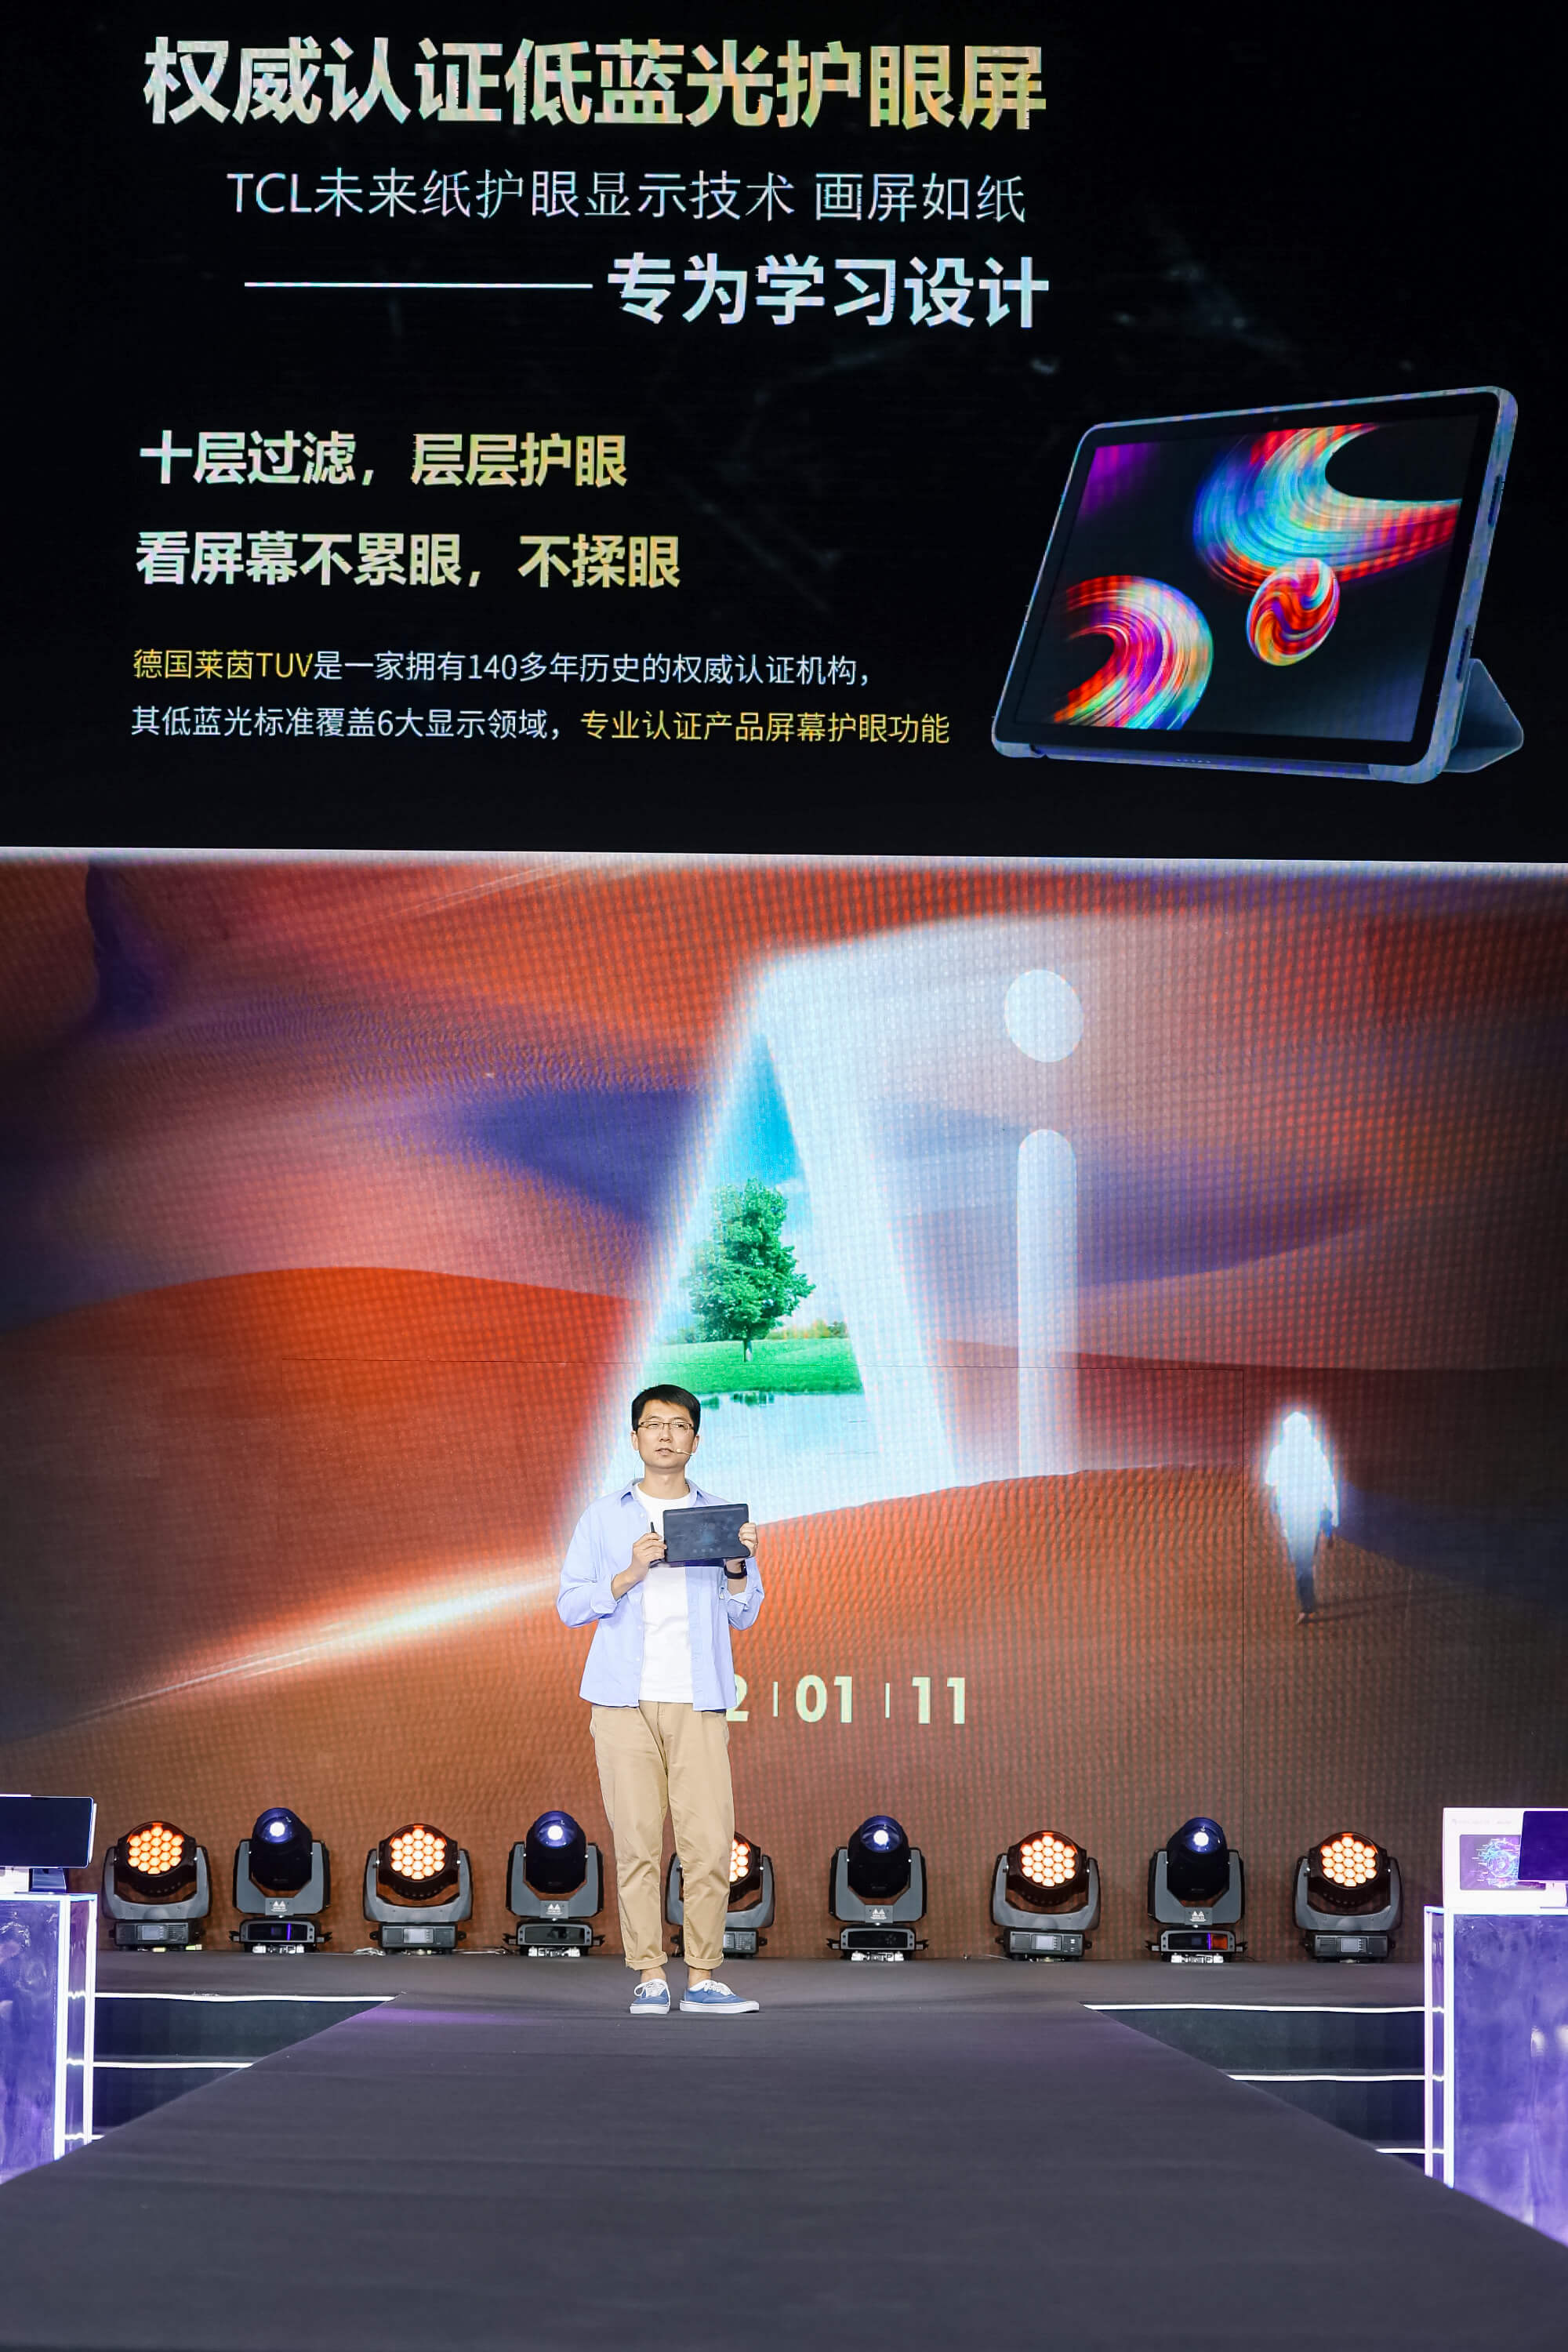 权威认证低蓝光护眼屏
TCL未来纸护眼显示技术 画屏如纸
专为学习设计
十层过滤，层层护眼
看屏幕不累眼，不揉眼
德国莱茵TUV是一家拥有140多年历史的权威认证机构，
其低蓝光标准覆盖6大显示领域，专业认证产品屏幕护眼功能
Ai
2 | 01 | 11